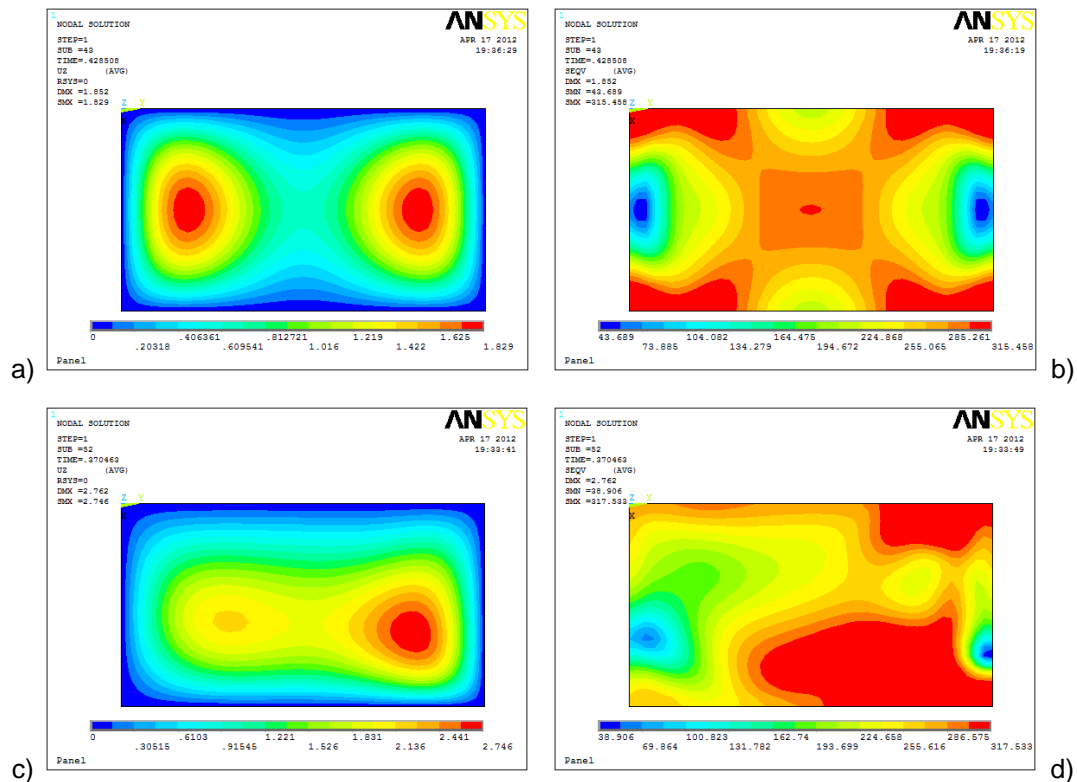 1
NODAL SOLUTION
STEP=1
SUB =43
TIME=.428508
UZ (AVG)
RSYS=0
DMX =1.852
SMX =1.829
ANSYS
APR 17 2012
19:36:29
Z Y
X
0 .20318 .406361 .609541 .812721 1.016 1.219 1.422 1.625 1.829
Panel
a)
1
NODAL SOLUTION
STEP=1
SUB =43
TIME=.428508
SEQV (AVG)
DMX =1.852
SMN =43.689
SMX =315.458
ANSYS
APR 17 2012
19:36:19
Z Y
X
43.689 73.885 104.082 134.279 164.475 194.672 224.868 255.065 285.261 315.458
Panel
b)
1
NODAL SOLUTION
STEP=1
SUB =52
TIME=.370463
UZ (AVG)
RSYS=0
DMX =2.762
SMX =2.746
ANSYS
APR 17 2012
19:33:41
Z Y
X
0 .30515 .6103 .91545 1.221 1.526 1.831 2.136 2.441 2.746
Panel
c)
1
NODAL SOLUTION
STEP=1
SUB =52
TIME=.370463
SEQV (AVG)
DMX =2.762
SMN =38.906
SMX =317.533
ANSYS
APR 17 2012
19:33:49
Z Y
X
38.906 69.864 100.823 131.782 162.74 193.699 224.658 255.616 286.575 317.533
Panel
d)